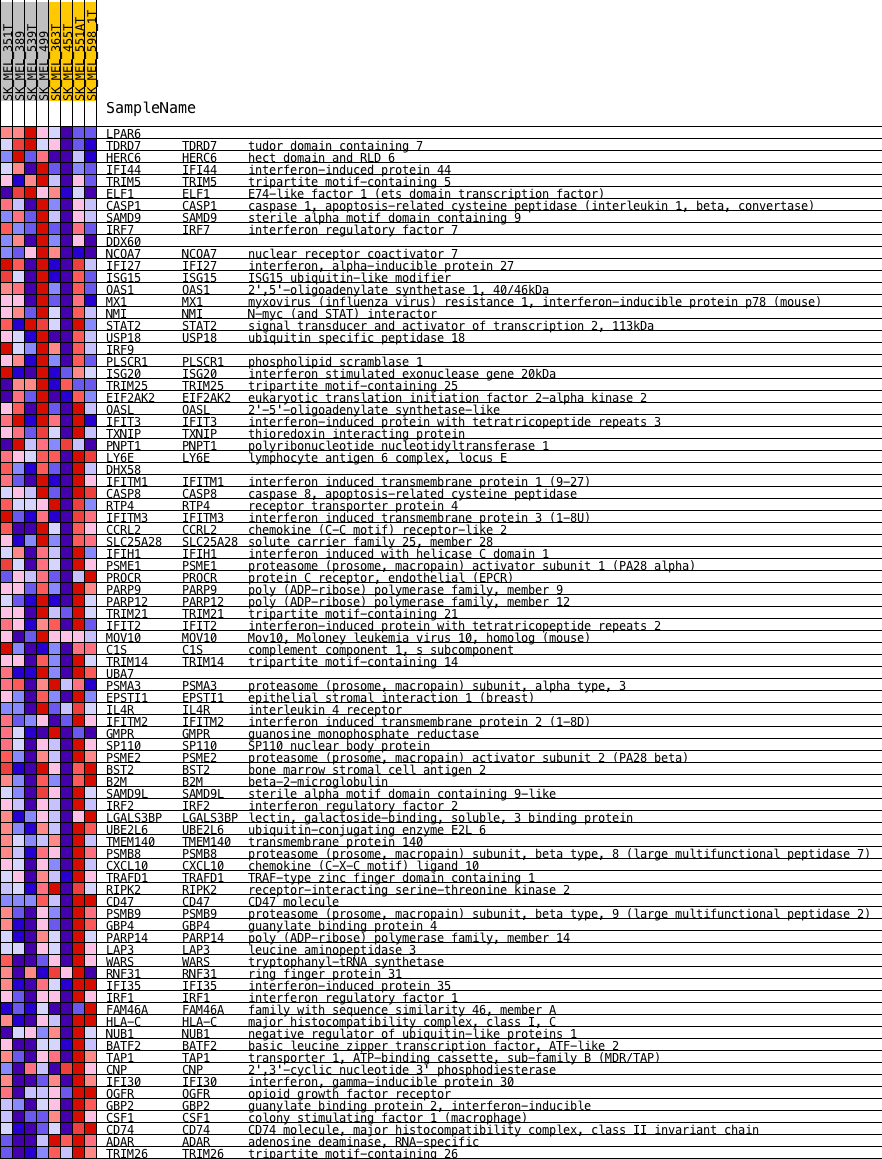 SK_MEL_351T
SK_MEL_389
SK_MEL_539T
SK_MEL_499
SK_MEL_363T
SK_MEL_455T
SK_MEL_551AT
SK_MEL_598_1T
SampleName
LPAR6
TDRD7 TDRD7 tudor domain containing 7
HERC6 HERC6 hect domain and RLD 6
IFI44 IFI44 interferon-induced protein 44
TRIM5 TRIM5 tripartite motif-containing 5
ELF1 ELF1 E74-like factor 1 (ets domain transcription factor)
CASP1 CASP1 caspase 1, apoptosis-related cysteine peptidase (interleukin 1, beta, convertase)
SAMD9 SAMD9 sterile alpha motif domain containing 9
IRF7 IRF7 interferon regulatory factor 7
DDX60
NCOA7 NCOA7 nuclear receptor coactivator 7
IFI27 IFI27 interferon, alpha-inducible protein 27
ISG15 ISG15 ISG15 ubiquitin-like modifier
OAS1 OAS1 2',5'-oligoadenylate synthetase 1, 40/46kDa
MX1 MX1 myxovirus (influenza virus) resistance 1, interferon-inducible protein p78 (mouse)
NMI NMI N-myc (and STAT) interactor
STAT2 STAT2 signal transducer and activator of transcription 2, 113kDa
USP18 USP18 ubiquitin specific peptidase 18
IRF9
PLSCR1 PLSCR1 phospholipid scramblase 1
ISG20 ISG20 interferon stimulated exonuclease gene 20kDa
TRIM25 TRIM25 tripartite motif-containing 25
EIF2AK2 EIF2AK2 eukaryotic translation initiation factor 2-alpha kinase 2
OASL OASL 2'-5'-oligoadenylate synthetase-like
IFIT3 IFIT3 interferon-induced protein with tetratricopeptide repeats 3
TXNIP TXNIP thioredoxin interacting protein
PNPT1 PNPT1 polyribonucleotide nucleotidyltransferase 1
LY6E LY6E lymphocyte antigen 6 complex, locus E
DHX58
IFITM1 IFITM1 interferon induced transmembrane protein 1 (9-27)
CASP8 CASP8 caspase 8, apoptosis-related cysteine peptidase
RTP4 RTP4 receptor transporter protein 4
IFITM3 IFITM3 interferon induced transmembrane protein 3 (1-8U)
CCRL2 CCRL2 chemokine (C-C motif) receptor-like 2
SLC25A28 SLC25A28 solute carrier family 25, member 28
IFIH1 IFIH1 interferon induced with helicase C domain 1
PSME1 PSME1 proteasome (prosome, macropain) activator subunit 1 (PA28 alpha)
PROCR PROCR protein C receptor, endothelial (EPCR)
PARP9 PARP9 poly (ADP-ribose) polymerase family, member 9
PARP12 PARP12 poly (ADP-ribose) polymerase family, member 12
TRIM21 TRIM21 tripartite motif-containing 21
IFIT2 IFIT2 interferon-induced protein with tetratricopeptide repeats 2
MOV10 MOV10 Mov10, Moloney leukemia virus 10, homolog (mouse)
C1S C1S complement component 1, s subcomponent
TRIM14 TRIM14 tripartite motif-containing 14
UBA7
PSMA3 PSMA3 proteasome (prosome, macropain) subunit, alpha type, 3
EPSTI1 EPSTI1 epithelial stromal interaction 1 (breast)
IL4R IL4R interleukin 4 receptor
IFITM2 IFITM2 interferon induced transmembrane protein 2 (1-8D)
GMPR GMPR guanosine monophosphate reductase
SP110 SP110 SP110 nuclear body protein
PSME2 PSME2 proteasome (prosome, macropain) activator subunit 2 (PA28 beta)
BST2 BST2 bone marrow stromal cell antigen 2
B2M B2M beta-2-microglobulin
SAMD9L SAMD9L sterile alpha motif domain containing 9-like
IRF2 IRF2 interferon regulatory factor 2
LGALS3BP LGALS3BP lectin, galactoside-binding, soluble, 3 binding protein
UBE2L6 UBE2L6 ubiquitin-conjugating enzyme E2L 6
TMEM140 TMEM140 transmembrane protein 140
PSMB8 PSMB8 proteasome (prosome, macropain) subunit, beta type, 8 (large multifunctional peptidase 7)
CXCL10 CXCL10 chemokine (C-X-C motif) ligand 10
TRAFD1 TRAFD1 TRAF-type zinc finger domain containing 1
RIPK2 RIPK2 receptor-interacting serine-threonine kinase 2
CD47 CD47 CD47 molecule
PSMB9 PSMB9 proteasome (prosome, macropain) subunit, beta type, 9 (large multifunctional peptidase 2)
GBP4 GBP4 guanylate binding protein 4
PARP14 PARP14 poly (ADP-ribose) polymerase family, member 14
LAP3 LAP3 leucine aminopeptidase 3
WARS WARS tryptophanyl-tRNA synthetase
RNF31 RNF31 ring finger protein 31
IFI35 IFI35 interferon-induced protein 35
IRF1 IRF1 interferon regulatory factor 1
FAM46A FAM46A family with sequence similarity 46, member A
HLA-C HLA-C major histocompatibility complex, class I, C
NUB1 NUB1 negative regulator of ubiquitin-like proteins 1
BATF2 BATF2 basic leucine zipper transcription factor, ATF-like 2
TAP1 TAP1 transporter 1, ATP-binding cassette, sub-family B (MDR/TAP)
CNP CNP 2',3'-cyclic nucleotide 3' phosphodiesterase
IFI30 IFI30 interferon, gamma-inducible protein 30
OGFR OGFR opioid growth factor receptor
GBP2 GBP2 guanylate binding protein 2, interferon-inducible
CSF1 CSF1 colony stimulating factor 1 (macrophage)
CD74 CD74 CD74 molecule, major histocompatibility complex, class II invariant chain
ADAR ADAR adenosine deaminase, RNA-specific
TRIM26 TRIM26 tripartite motif-containing 26